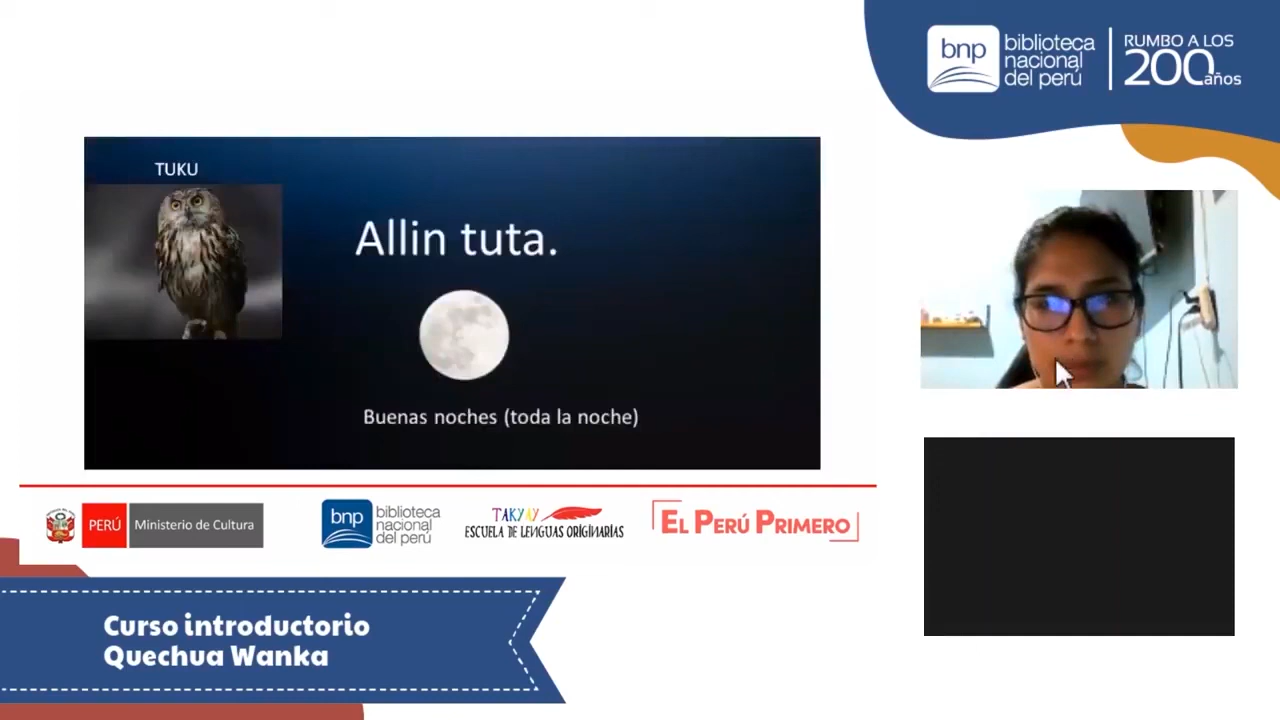 bnp
biblioteca
nacional
del perú
RUMBO A LOS
200 años
TUKU
Allin tuta.
Buenas noches (toda la noche)
PERÚ
Ministerio de Cultura
bnp
biblioteca
nacional
del perú
TAKYAY
ESCUELA DE LENGUAS ORIGINARIAS
EL PERÚ PRIMERO
Curso introductorio
Quechua Wanka